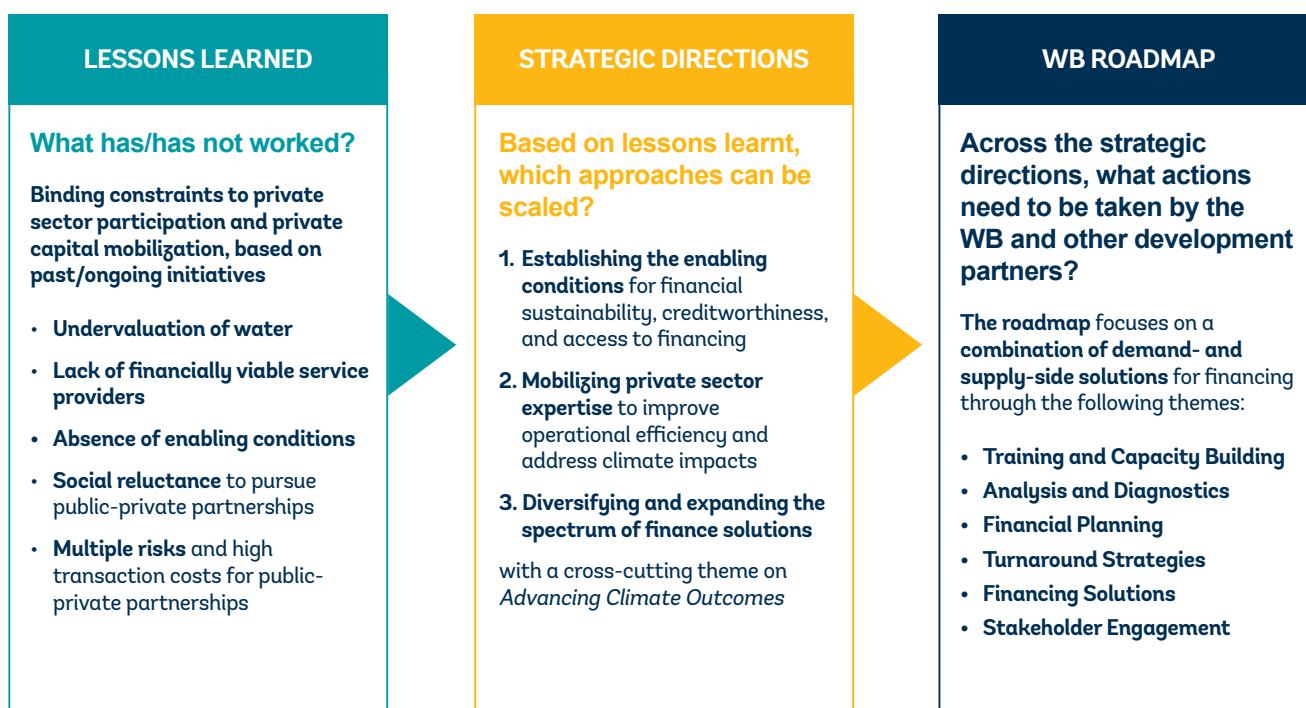 LESSONS LEARNED
What has/has not worked?
Binding constraints to private
sector participation and private
capital mobilization, based on
past/ongoing initiatives
• Undervaluation of water
• Lack of financially viable service
providers
• Absence of enabling conditions
• Social reluctance to pursue
public-private partnerships
• Multiple risks and high
transaction costs for public-
private partnerships
STRATEGIC DIRECTIONS
Based on lessons learnt,
which approaches can be
scaled?
1. Establishing the enabling
conditions for financial
sustainability, creditworthiness,
and access to financing
2. Mobilizing private sector
expertise to improve
operational efficiency and
address climate impacts
3. Diversifying and expanding the
spectrum of finance solutions
with a cross-cutting theme on
Advancing Climate Outcomes
WB ROADMAP
Across the strategic
directions, what actions
need to be taken by the
WB and other development
partners?
The roadmap focuses on a
combination of demand- and
supply-side solutions for financing
through the following themes:
• Training and Capacity Building
• Analysis and Diagnostics
• Financial Planning
• Turnaround Strategies
• Financing Solutions
• Stakeholder Engagement